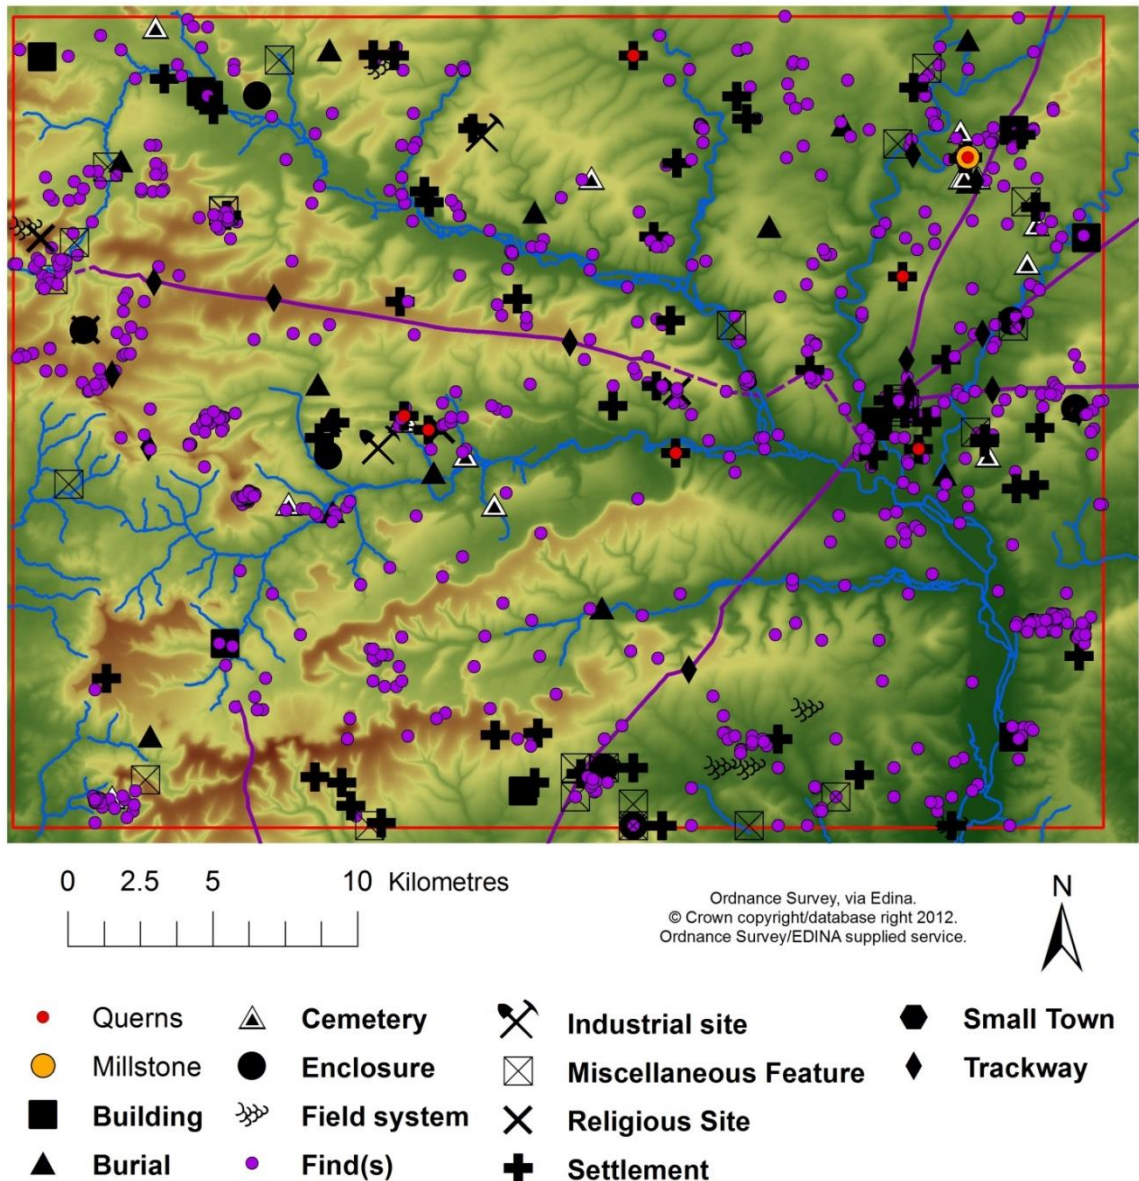 0 2.5 5 10 Kilometres
Ordnance Survey, via Edina.
© Crown copyright/database right 2012.
Ordnance Survey/EDINA supplied service.
N
Querns
Millstone
Building
Burial
Cemetery
Enclosure
Field system
Find(s)
Industrial site
Miscellaneous Feature
Religious Site
Settlement
Small Town
Trackway